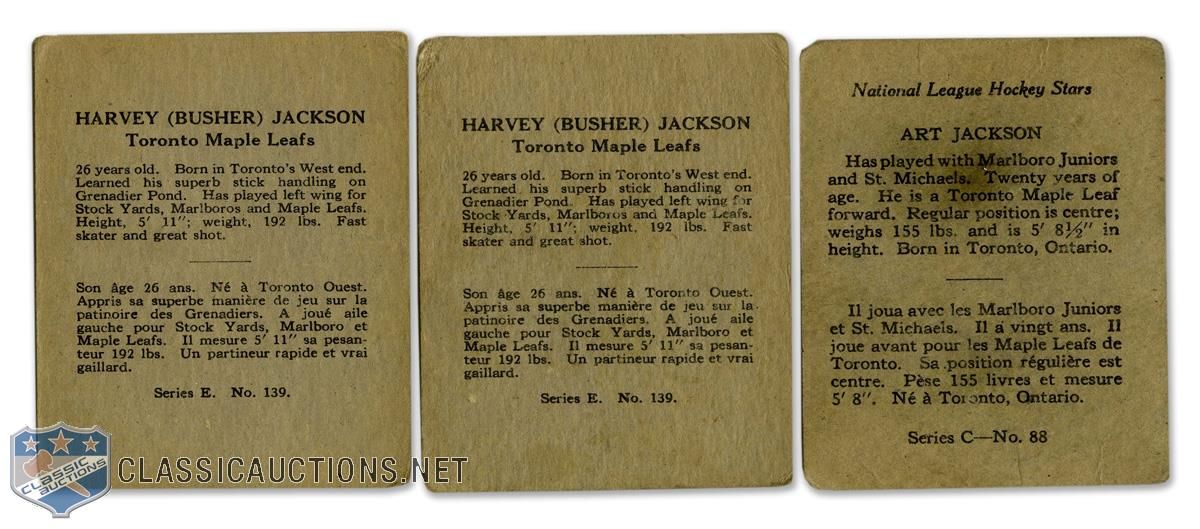 HARVEY (BUSHER) JACKSON
Toronto Maple Leafs
26 years old. Born in Toronto's West end.
Learned his superb stick handling on
Grenadier Pond. Has played left wing for
Stock Yards, Marlboros and Maple Leafs.
Height, 5' 11"; weight, 192 lbs. Fast
skater and great shot.
Son âge 26 ans. Né à Toronto Ouest.
Appris sa superbe manière de jeu sur la
patinoire des Grenadiers. A joué aile
gauche pour Stock Yards, Marlboro et
Maple Leafs. Il mesure 5' 11" sa pesan-
teur 192 lbs. Un partineur rapide et vrai
gaillard.
Series E. No. 139.
HARVEY (BUSHER) JACKSON
Toronto Maple Leafs
26 years old. Born in Toronto's West end.
Learned his superb stick handling on
Grenadier Pond. Has played left wing for
Stock Yards, Marlboros and Maple Leafs.
Height, 5' 11"; weight, 192 lbs. Fast
skater and great shot.
Son âge 26 ans. Né à Toronto Ouest.
Appris sa superbe manière de jeu sur la
patinoire des Grenadiers. A joué aile
gauche pour Stock Yards, Marlboro et
Maple Leafs. Il mesure 5' 11" sa pesan-
teur 192 lbs. Un partineur rapide et vrai
gaillard.
Series E. No. 139.
National League Hockey Stars
ART JACKSON
Has played with Marlboro Juniors
and St. Michaels. Twenty years of
age. He is a Toronto Maple Leaf
forward. Regular position is centre;
weighs 155 lbs. and is 5' 8½" in
height. Born in Toronto, Ontario.
Il joua avec les Marlboro Juniors
et St. Michaels. Il a vingt ans. Il
joue avant pour les Maple Leafs de
Toronto. Sa position régulière est
centre. Pèse 155 livres et mesure
5' 8". Né à Toronto, Ontario.
Series C—No. 88
CLASSIC
AUCTIONS
CLASSICAUCTIONS.NET